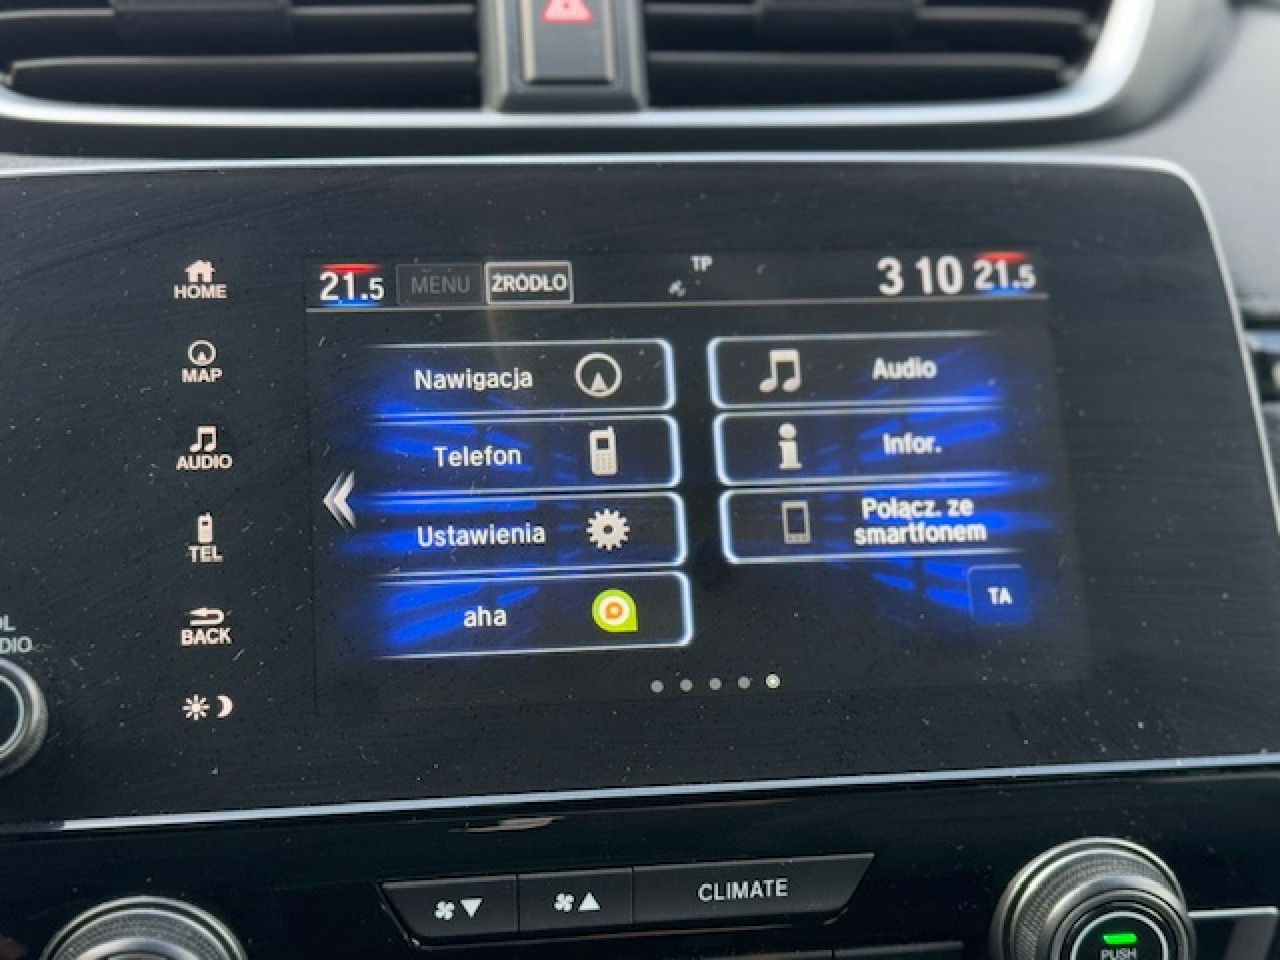 HOME
MAP
AUDIO
TEL
BACK
21.5 MENU ŹRÓDŁO TP 3 10 21.5
Nawigacja
Audio
Telefon
Infor.
Ustawienia
Połącz. ze
smartfonem
aha
TA
CLIMATE
PUSH